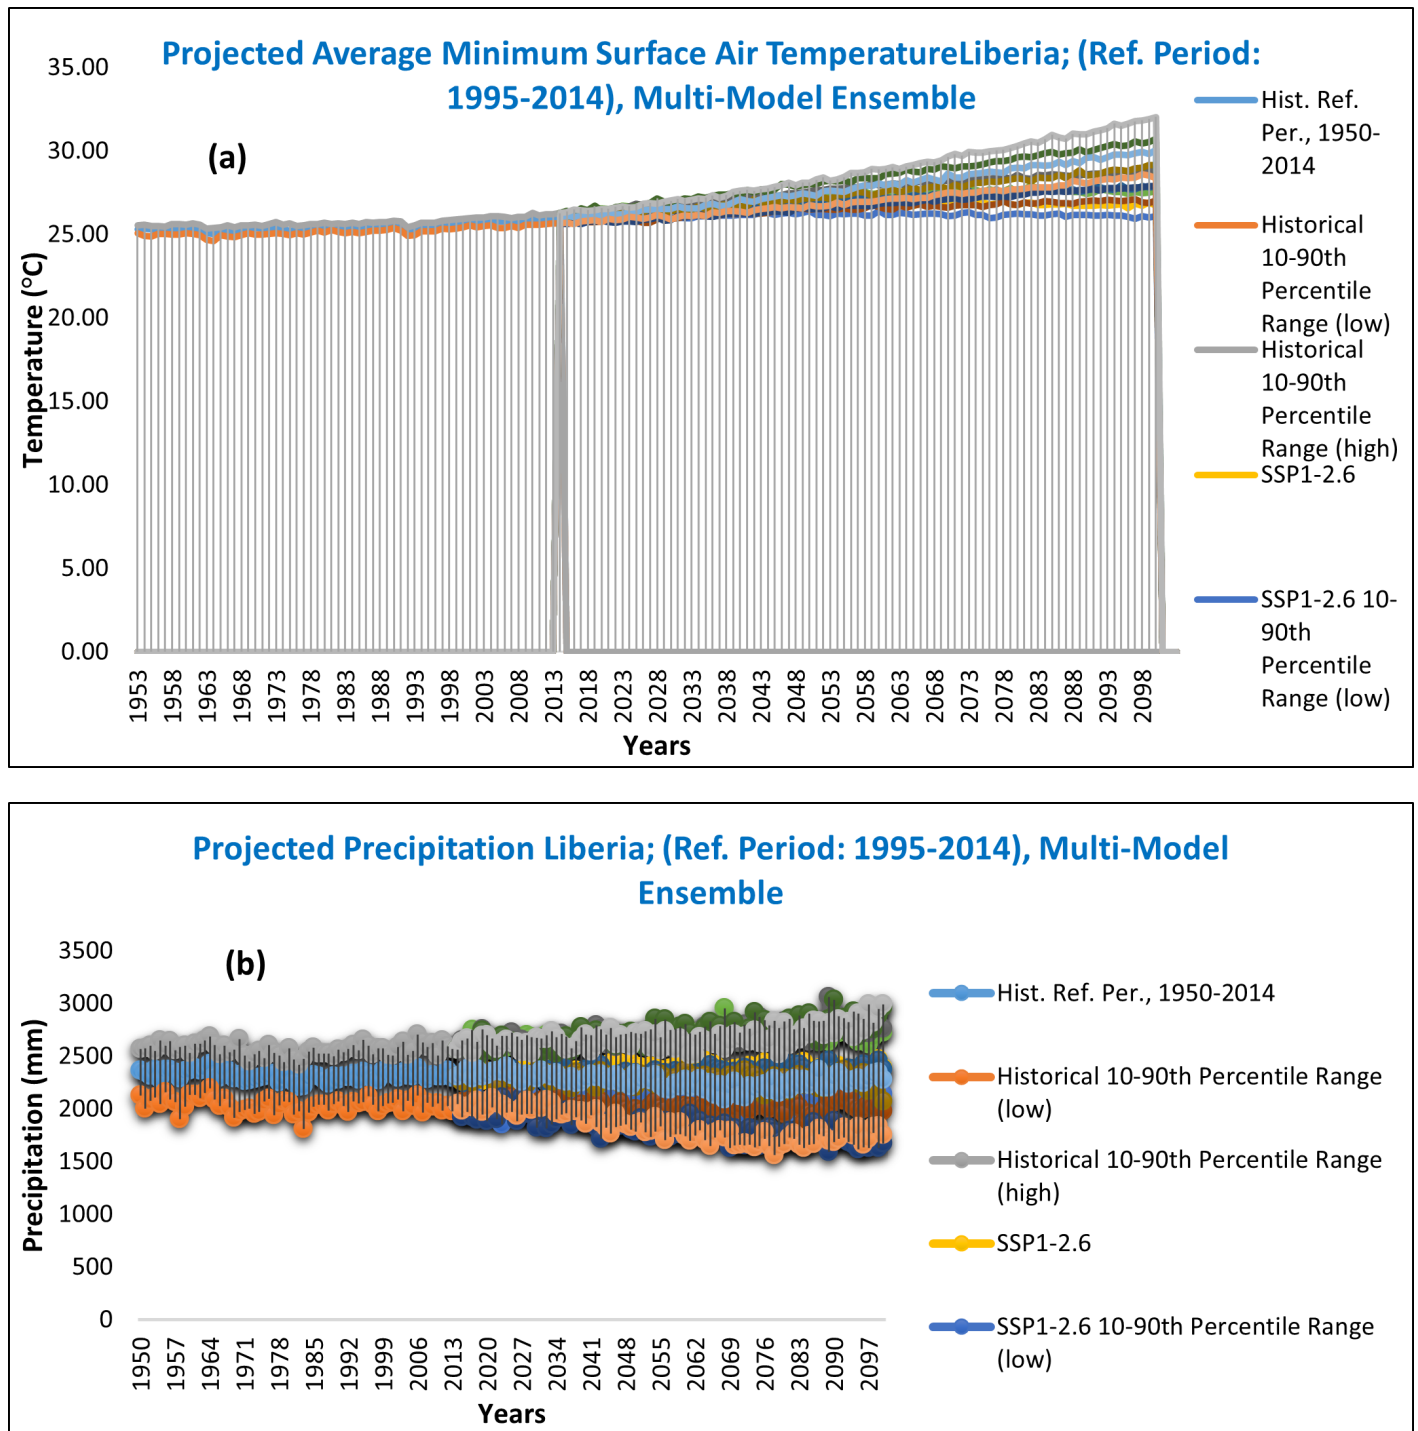 Projected Average Minimum Surface Air TemperatureLiberia; (Ref. Period:
1995-2014), Multi-Model Ensemble
(a)
Temperature (°C)
35.00
30.00
25.00
20.00
15.00
10.00
5.00
0.00
1953 1958 1963 1968 1973 1978 1983 1988 1993 1998 2003 2008 2013 2018 2023 2028 2033 2038 2043 2048 2053 2058 2063 2068 2073 2078 2083 2088 2093 2098
Years
Hist. Ref.
Per., 1950-
2014
Historical
10-90th
Percentile
Range (low)
Historical
10-90th
Percentile
Range (high)
SSP1-2.6
SSP1-2.6 10-
90th
Percentile
Range (low)
Projected Precipitation Liberia; (Ref. Period: 1995-2014), Multi-Model
Ensemble
(b)
Precipitation (mm)
3500
3000
2500
2000
1500
1000
500
0
1950 1957 1964 1971 1978 1985 1992 1999 2006 2013 2020 2027 2034 2041 2048 2055 2062 2069 2076 2083 2090 2097
Years
Hist. Ref. Per., 1950-2014
Historical 10-90th Percentile Range
(low)
Historical 10-90th Percentile Range
(high)
SSP1-2.6
SSP1-2.6 10-90th Percentile Range
(low)